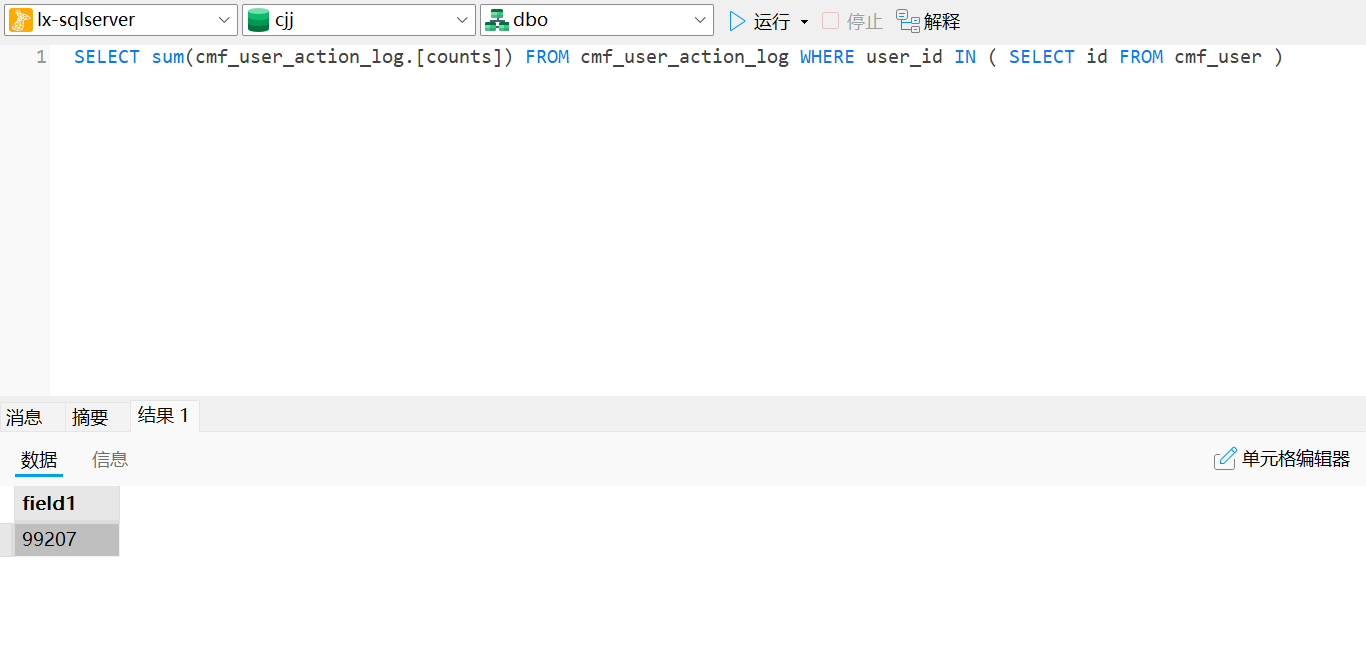 lx-sqlserver cjj dbo 运行 停止 解释
1 SELECT sum(cmf_user_action_log.[counts]) FROM cmf_user_action_log WHERE user_id IN ( SELECT id FROM cmf_user )
消息 摘要 结果 1
数据 信息 单元格编辑器
field1
99207